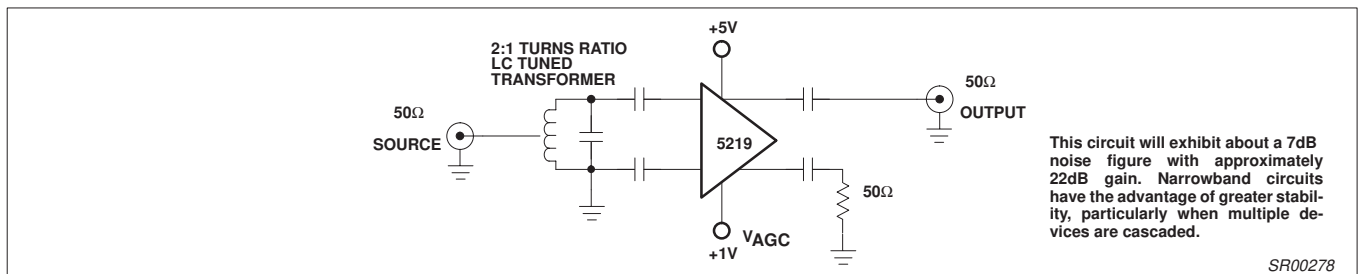 +5V
2:1 TURNS RATIO
LC TUNED
TRANSFORMER
50Ω
SOURCE
5219
50Ω
OUTPUT
50Ω
VAGC
+1V
This circuit will exhibit about a 7dB
noise figure with approximately
22dB gain. Narrowband circuits
have the advantage of greater stabil-
ity, particularly when multiple de-
vices are cascaded.
SR00278